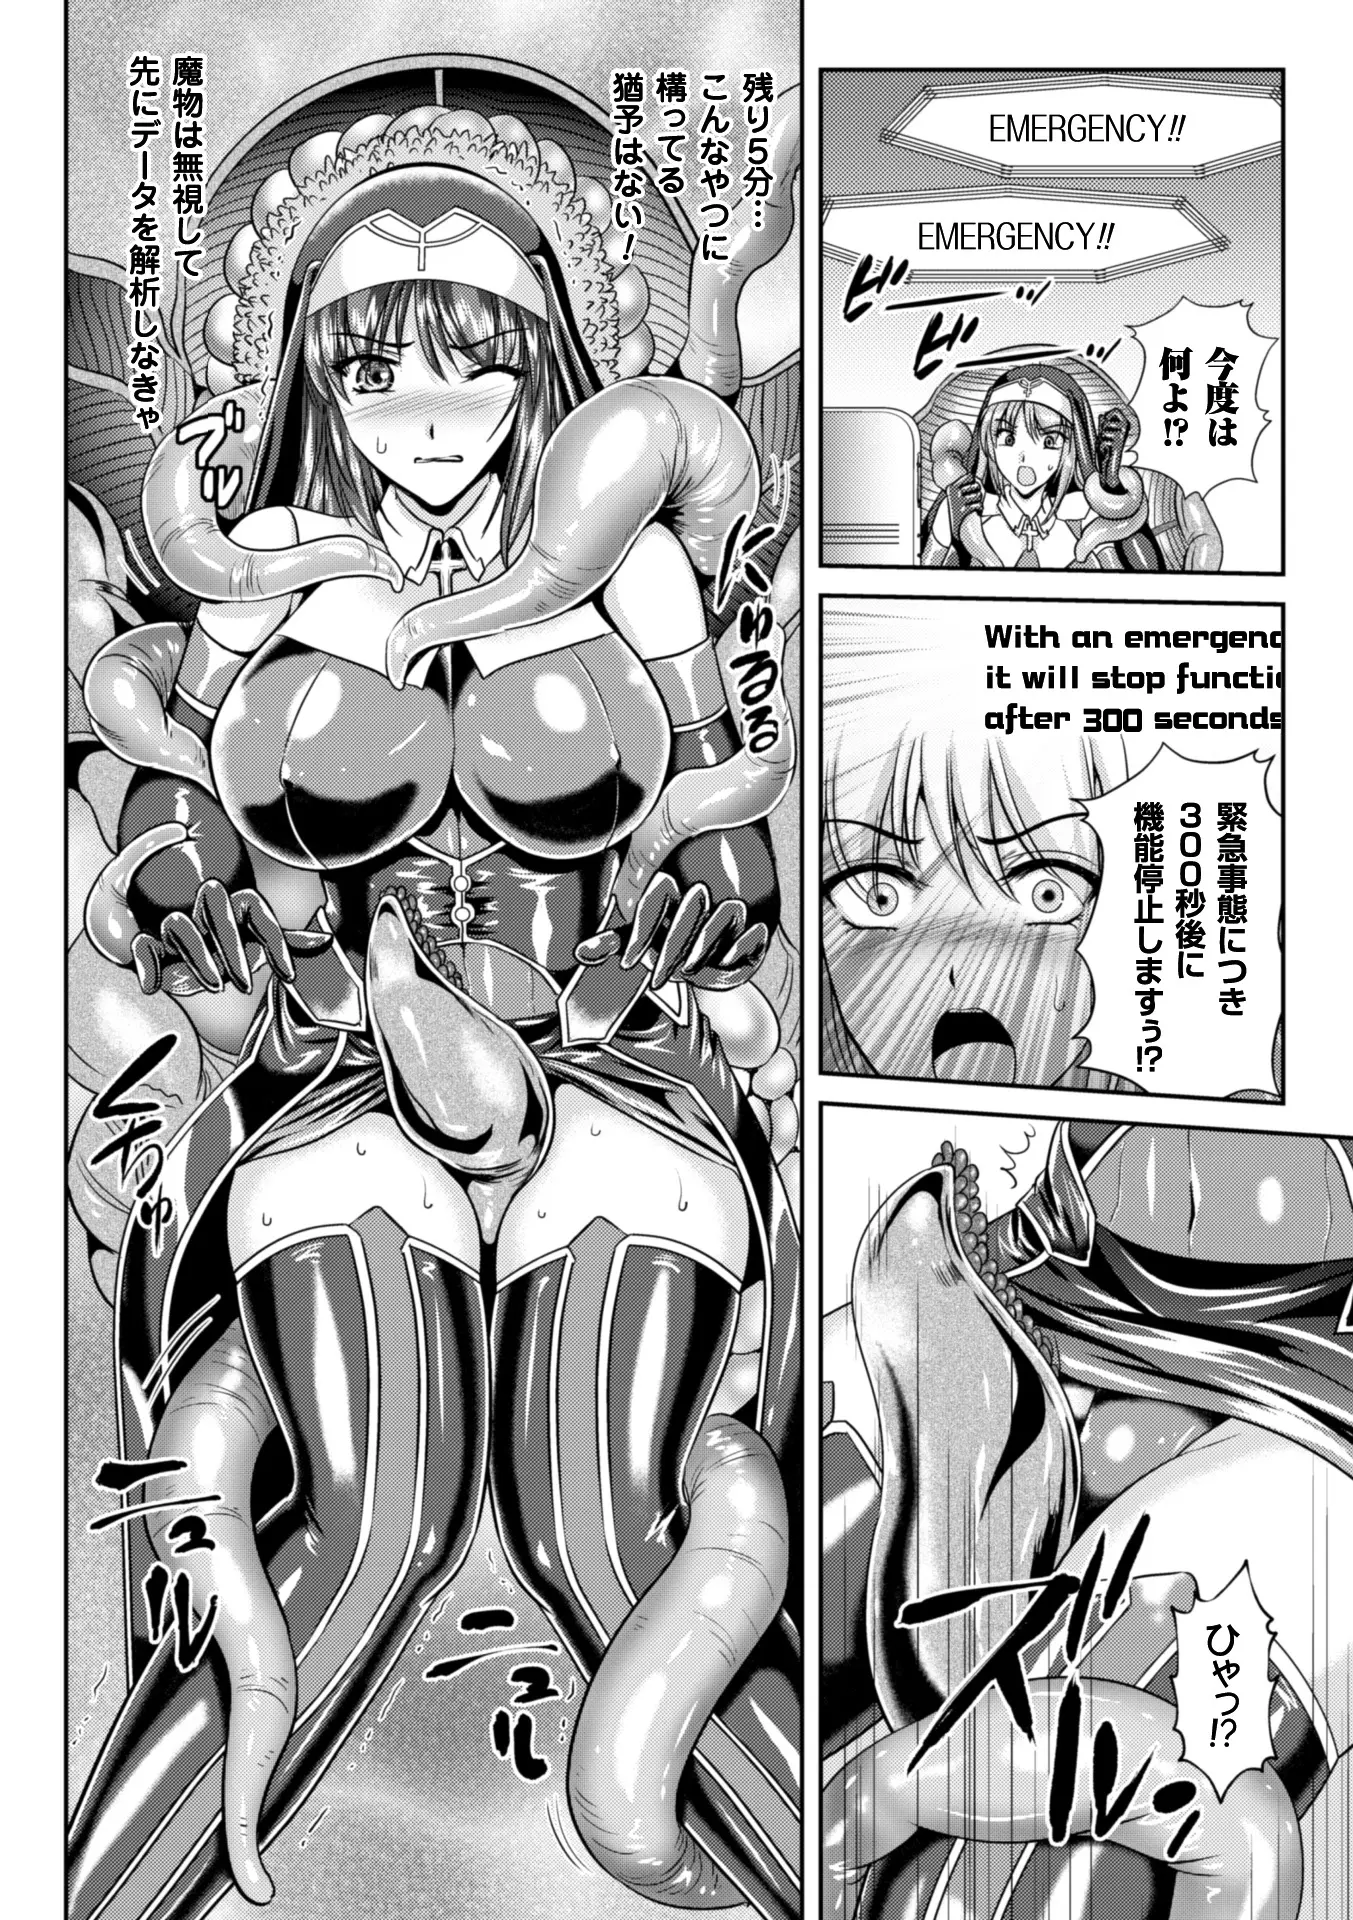 EMERGENCY!!
EMERGENCY!!
ビーッ
ビーッ
今度は
何よ!?
With an emergenc
it will stop functi
after 300 seconds
緊急事態につき
３００秒後に
機能停止しますぅ!?
ズルン
ひゃっ!?
残り5分…
こんなやつに
構ってる
猶予はない！
魔物は無視して
先にデータを解析しなきゃ
ブルッ
にゅるるる
くちゅ
ニュル
ニュル